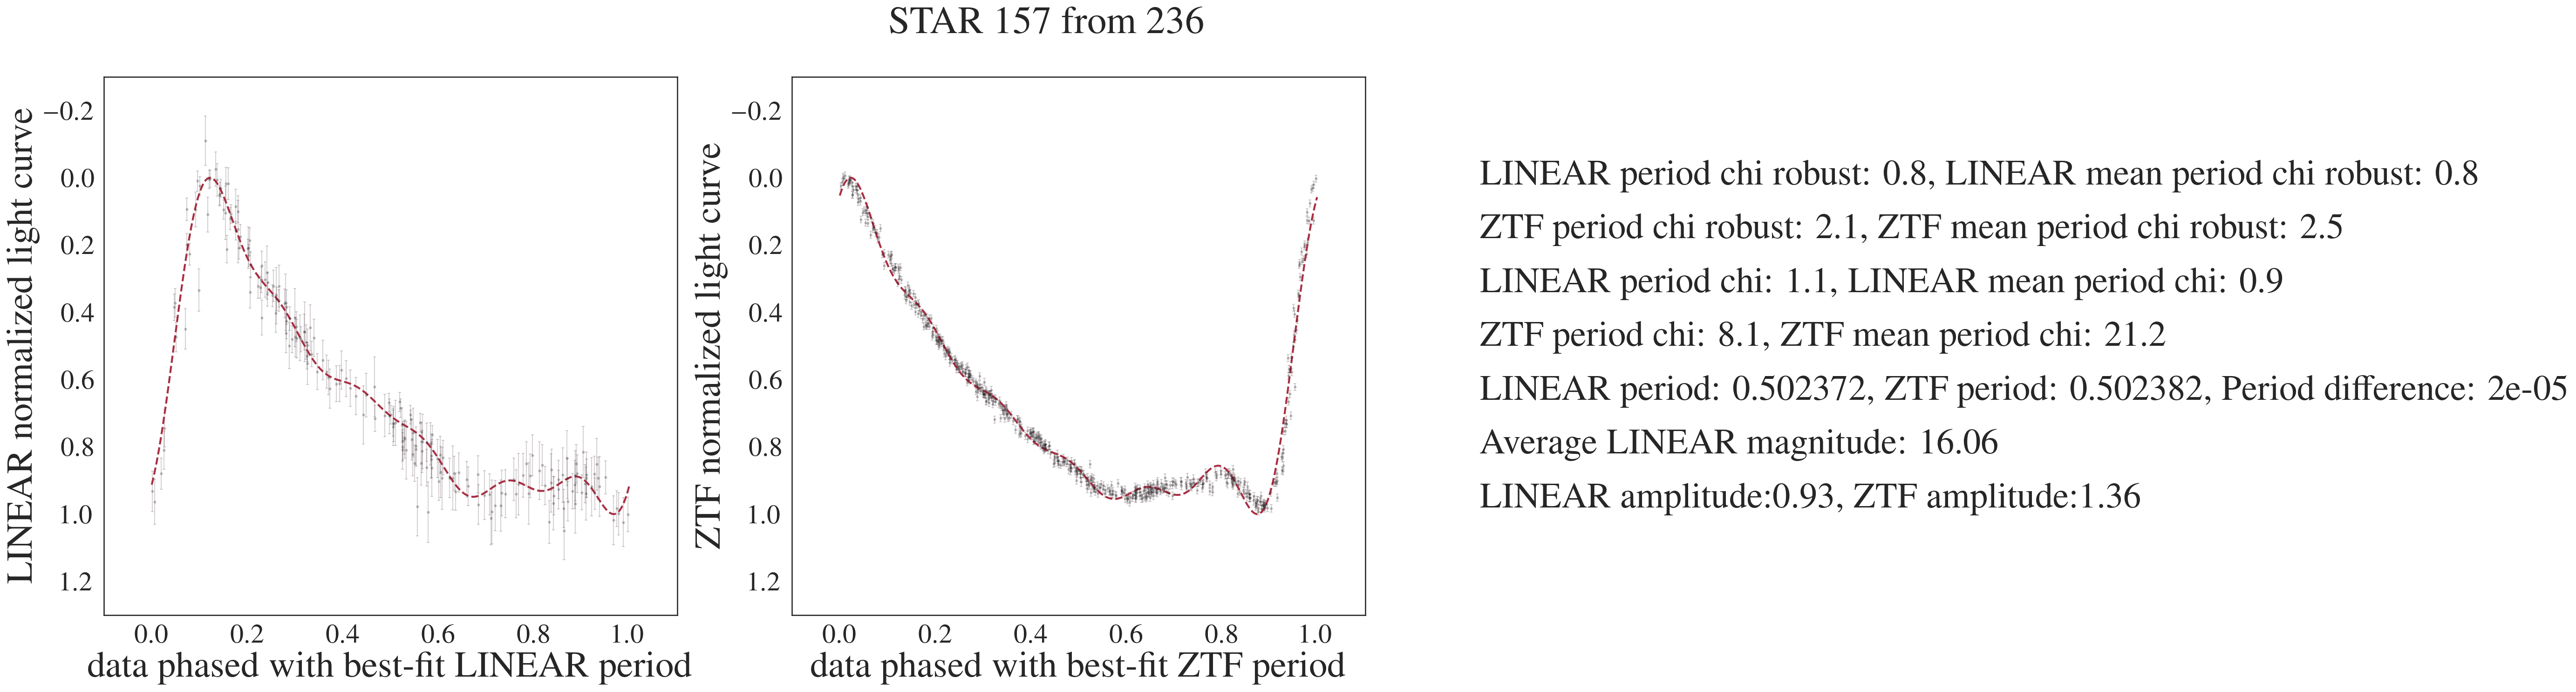 STAR 157 from 236
LINEAR normalized light curve
−0.2
0.0
0.2
0.4
0.6
0.8
1.0
1.2
0.0 0.2 0.4 0.6 0.8 1.0
data phased with best-fit LINEAR period
ZTF normalized light curve
−0.2
0.0
0.2
0.4
0.6
0.8
1.0
1.2
0.0 0.2 0.4 0.6 0.8 1.0
data phased with best-fit ZTF period
LINEAR period chi robust: 0.8, LINEAR mean period chi robust: 0.8
ZTF period chi robust: 2.1, ZTF mean period chi robust: 2.5
LINEAR period chi: 1.1, LINEAR mean period chi: 0.9
ZTF period chi: 8.1, ZTF mean period chi: 21.2
LINEAR period: 0.502372, ZTF period: 0.502382, Period difference: 2e-05
Average LINEAR magnitude: 16.06
LINEAR amplitude:0.93, ZTF amplitude:1.36